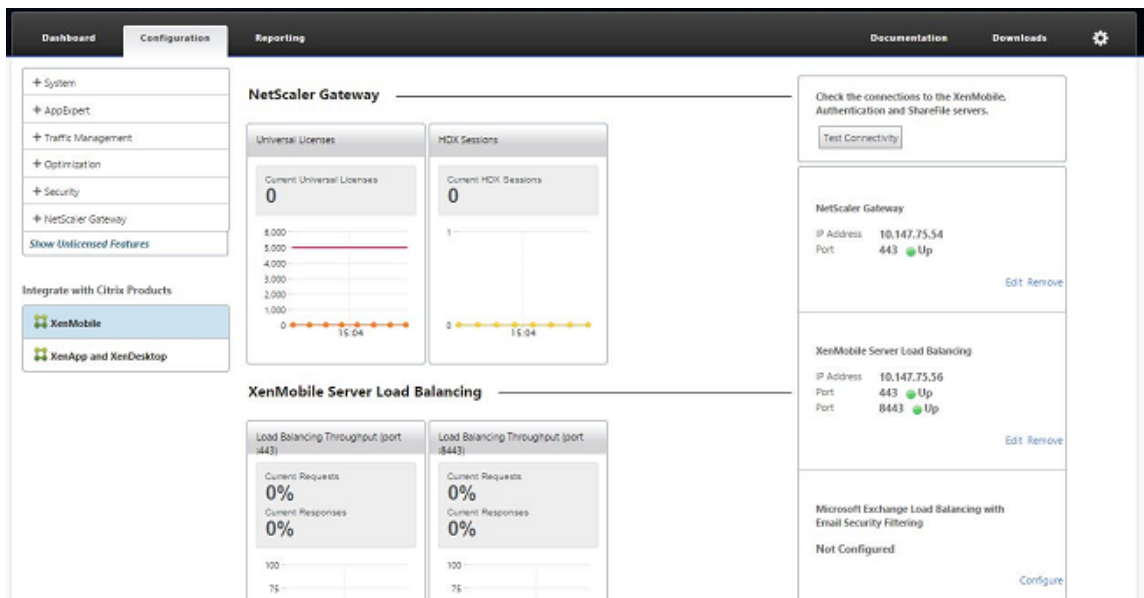 Dashboard
Configuration
Reporting
Documentation
Downloads
+ System
+ AppExpert
+ Traffic Management
+ Optimization
+ Security
+ NetScaler Gateway
Show Unlicensed Features
Integrate with Citrix Products
XenMobile
XenApp and XenDesktop
NetScaler Gateway
Universal Licenses
Current Universal Licenses
0
6,000
5,000
4,000
3,000
2,000
1,000
0
15:04
HDX Sessions
Current HDX Sessions
0
1
0
15:04
XenMobile Server Load Balancing
Load Balancing Throughput (port
:443)
Current Requests
0%
Current Responses
0%
100
75
Load Balancing Throughput (port
:8443)
Current Requests
0%
Current Responses
0%
100
75
Check the connections to the XenMobile,
Authentication and ShareFile servers.
Test Connectivity
NetScaler Gateway
IP Address 10.147.75.54
Port 443 Up
Edit Remove
XenMobile Server Load Balancing
IP Address 10.147.75.56
Port 443 Up
Port 8443 Up
Edit Remove
Microsoft Exchange Load Balancing with
Email Security Filtering
Not Configured
Configure